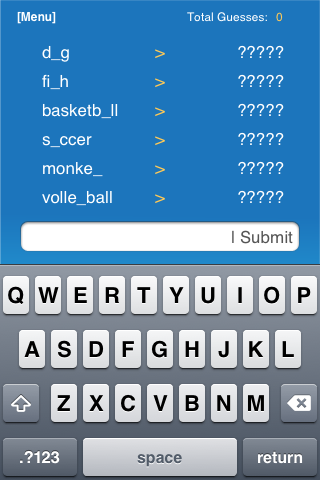 [Menu] Total Guesses: 0
d_g > ?????
fi_h > ?????
basketb_ll > ?????
s_ccer > ?????
monke_ > ?????
volle_ball > ?????
| Submit
Q W E R T Y U I O P
A S D F G H J K L
Z X C V B N M
.?123 space return